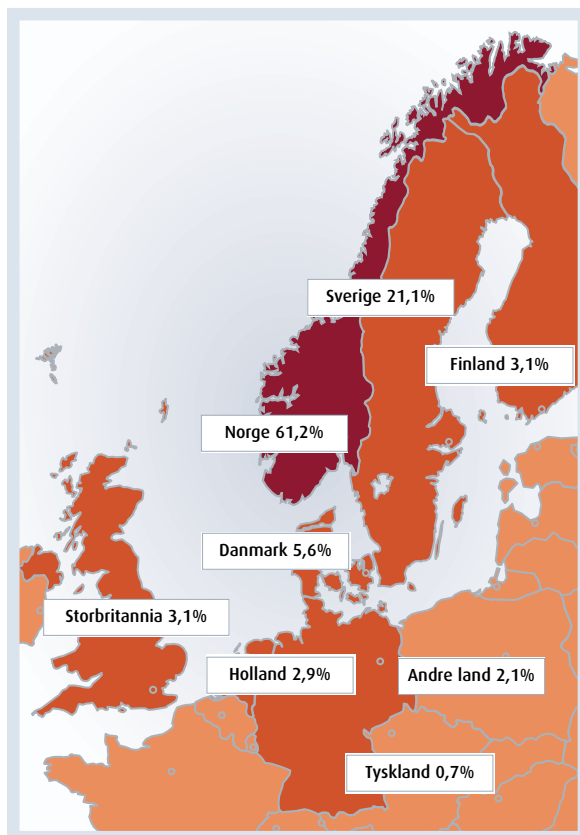 Sverige 21,1%
Finland 3,1%
Norge 61,2%
Danmark 5,6%
Storbritannia 3,1%
Holland 2,9%
Andre land 2,1%
Tyskland 0,7%